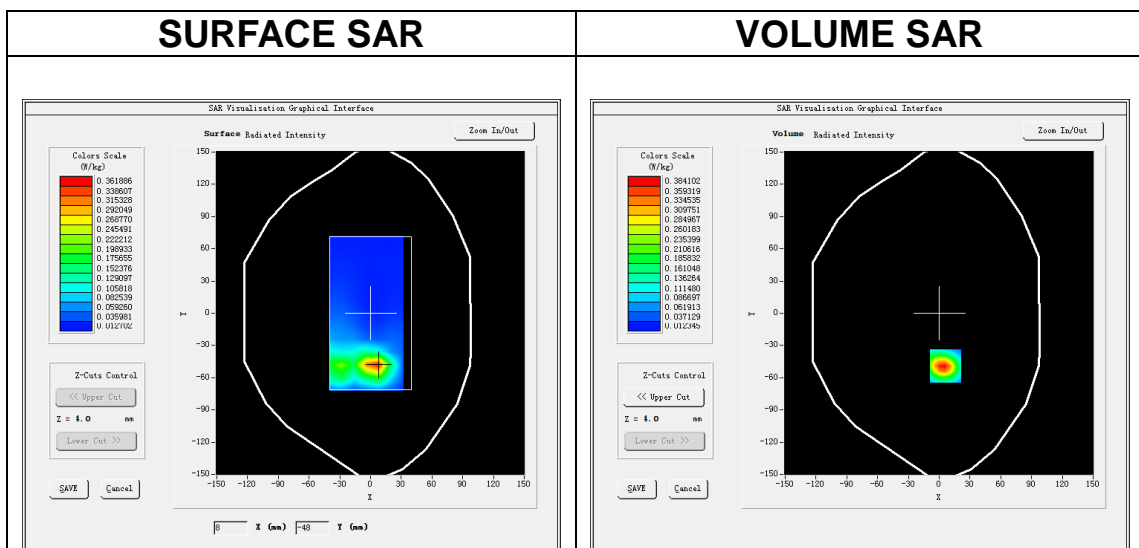 SURFACE SAR
VOLUME SAR
SAR Visualisation Graphical Interface
Surface Radiated Intensity
Zoom In/Out
Colors Scale
(W/kg)
0.361886
0.338607
0.315328
0.292049
0.268770
0.245491
0.222212
0.198933
0.175655
0.152376
0.129097
0.105818
0.082539
0.059260
0.035981
0.012702
150
120
90
60
30
0
-30
-60
-90
-120
-150
Y
-150 -120 -90 -60 -30 0 30 60 90 120 150
X
Z-Cuts Control
<< Upper Cut
Z = 4.0 mm
Lower Cut >>
SAVE Cancel
8 X (mm) -48 Y (mm)
SAR Visualisation Graphical Interface
Volume Radiated Intensity
Zoom In/Out
Colors Scale
(W/kg)
0.384102
0.359319
0.334535
0.309751
0.284967
0.260183
0.235399
0.210616
0.185832
0.161048
0.136264
0.111480
0.086697
0.061913
0.037129
0.012345
150
120
90
60
30
0
-30
-60
-90
-120
-150
Y
-150 -120 -90 -60 -30 0 30 60 90 120 150
X
Z-Cuts Control
<< Upper Cut
Z = 4.0 mm
Lower Cut >>
SAVE Cancel